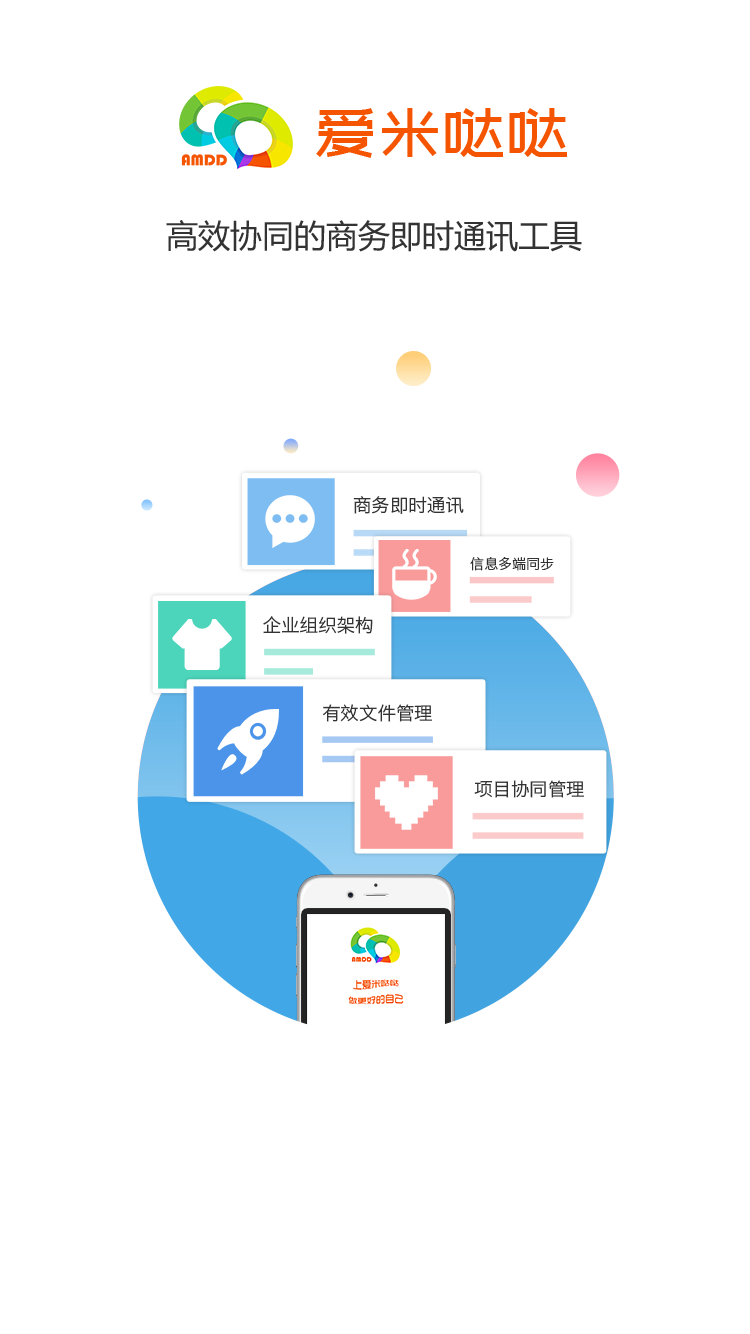 AMDD
爱米哒哒
高效协同的商务即时通讯工具
商务即时通讯
信息多端同步
企业组织架构
有效文件管理
项目协同管理
AMDD
上爱米哒哒
做更好的自己